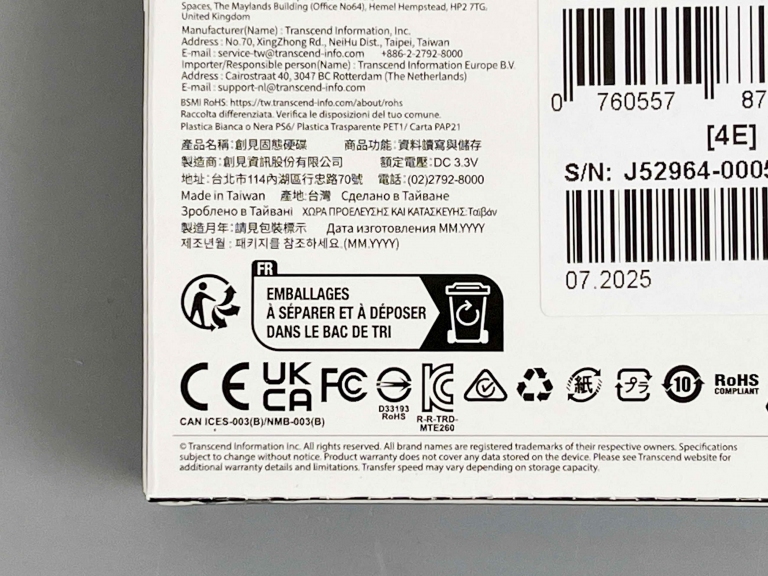 Spaces, The Maylands Building (Office No64), Hemel Hempstead, HP2 7TG,
United Kingdom
Manufacturer(Name) : Transcend Information, Inc.
Address : No.70, XingZhong Rd., NeiHu Dist., Taipei, Taiwan
E-mail : service-tw@transcend-info.com +886-2-2792-8000
Importer/Responsible person(Name) : Transcend Information Europe B.V.
Address : Cairostraat 40, 3047 BC Rotterdam (The Netherlands)
E-mail : support-nl@transcend-info.com
BSMI RoHS: https://tw.transcend-info.com/about/rohs
Raccolta differenziata. Verifica le disposizioni del tuo comune.
Plastica Bianca o Nera PS6/ Plastica Trasparente PET1/ Carta PAP21
產品名稱:創見固態硬碟 商品功能:資料讀寫與儲存
製造商:創見資訊股份有限公司 額定電壓:DC 3.3V
地址:台北市114內湖區行忠路70號 電話:(02)2792-8000
Made in Taiwan 產地:台灣 Сделано в Тайване
Зроблено в Тайвані ΧΩΡΑ ΠΡΟΕΛΕΥΣΗΣ ΚΑΙ ΚΑΤΑΣΚΕΥΗΣ:Ταϊβάν
製造月年:請見包裝標示 Дата изготовления MM.YYYY
제조년월 : 패키지를 참조하세요.(MM.YYYY)
0 760557 87
[4E]
S/N: J52964-0005
07.2025
FR
EMBALLAGES
À SÉPARER ET À DÉPOSER
DANS LE BAC DE TRI
CE UK CA FC KC 紙 プラ 10 RoHS COMPLIANT
D33193
RoHS
R-R-TRD-
MTE260
CAN ICES-003(B)/NMB-003(B)
© Transcend Information Inc. All rights reserved. All brand names are registered trademarks of their respective owners. Specifications
subject to change without notice. Product warranty does not cover any data stored on the device. Please see Transcend website for
additional warranty details and limitations. Transfer speed may vary depending on storage capacity.